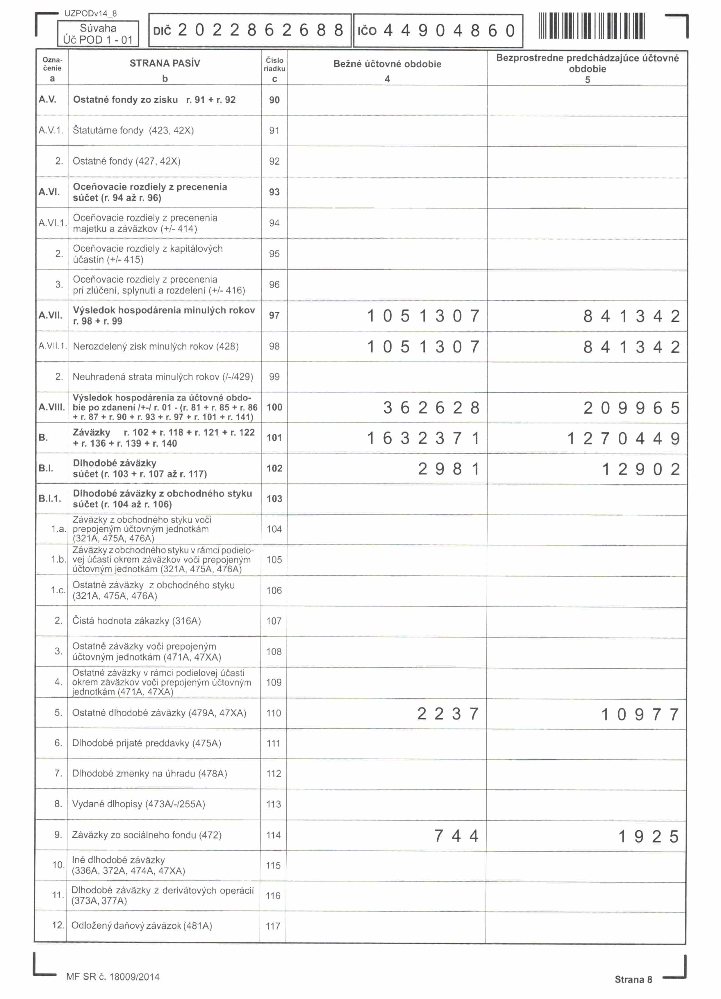 UZPODv14_8
Súvaha
Úč POD 1 - 01
DIČ 2 0 2 2 8 6 2 6 8 8
IČO 4 4 9 0 4 8 6 0
Ozna-
čenie
a
STRANA PASÍV
b
Číslo
riadku
c
Bežné účtovné obdobie
4
Bezprostredne predchádzajúce účtovné
obdobie
5
A.V. Ostatné fondy zo zisku r. 91 + r. 92 90
A.V.1. Štatutárne fondy (423, 42X) 91
2. Ostatné fondy (427, 42X) 92
A.VI. Oceňovacie rozdiely z precenenia
súčet (r. 94 až r. 96) 93
A.VI.1. Oceňovacie rozdiely z precenenia
majetku a záväzkov (+/- 414) 94
2. Oceňovacie rozdiely z kapitálových
účastín (+/- 415) 95
3. Oceňovacie rozdiely z precenenia
pri zlúčení, splynutí a rozdelení (+/- 416) 96
A.VII. Výsledok hospodárenia minulých rokov
r. 98 + r. 99 97 1 0 5 1 3 0 7 8 4 1 3 4 2
A.VII.1. Nerozdelený zisk minulých rokov (428) 98 1 0 5 1 3 0 7 8 4 1 3 4 2
2. Neuhradená strata minulých rokov (/-/429) 99
A.VIII. Výsledok hospodárenia za účtovné obdo-
bie po zdanení /+-/ r. 01 - (r. 81 + r. 85 + r. 86
+ r. 87 + r. 90 + r. 93 + r. 97 + r. 101 + r. 141) 100 3 6 2 6 2 8 2 0 9 9 6 5
B. Záväzky r. 102 + r. 118 + r. 121 + r. 122
+ r. 136 + r. 139 + r. 140 101 1 6 3 2 3 7 1 1 2 7 0 4 4 9
B.I. Dlhodobé záväzky
súčet (r. 103 + r. 107 až r. 117) 102 2 9 8 1 1 2 9 0 2
B.I.1. Dlhodobé záväzky z obchodného styku
súčet (r. 104 až r. 106) 103
1.a. Záväzky z obchodného styku voči
prepojeným účtovným jednotkám
(321A, 475A, 476A) 104
1.b. Záväzky z obchodného styku v rámci podielo-
vej účasti okrem záväzkov voči prepojeným
účtovným jednotkám (321A, 475A, 476A) 105
1.c. Ostatné záväzky z obchodného styku
(321A, 475A, 476A) 106
2. Čistá hodnota zákazky (316A) 107
3. Ostatné záväzky voči prepojeným
účtovným jednotkám (471A, 47XA) 108
4. Ostatné záväzky v rámci podielovej účasti
okrem záväzkov voči prepojeným účtovným
jednotkám (471A, 47XA) 109
5. Ostatné dlhodobé záväzky (479A, 47XA) 110 2 2 3 7 1 0 9 7 7
6. Dlhodobé prijaté preddavky (475A) 111
7. Dlhodobé zmenky na úhradu (478A) 112
8. Vydané dlhopisy (473A/-/255A) 113
9. Záväzky zo sociálneho fondu (472) 114 7 4 4 1 9 2 5
10. Iné dlhodobé záväzky
(336A, 372A, 474A, 47XA) 115
11. Dlhodobé záväzky z derivátových operácií
(373A, 377A) 116
12. Odložený daňový záväzok (481A) 117
MF SR č. 18009/2014
Strana 8